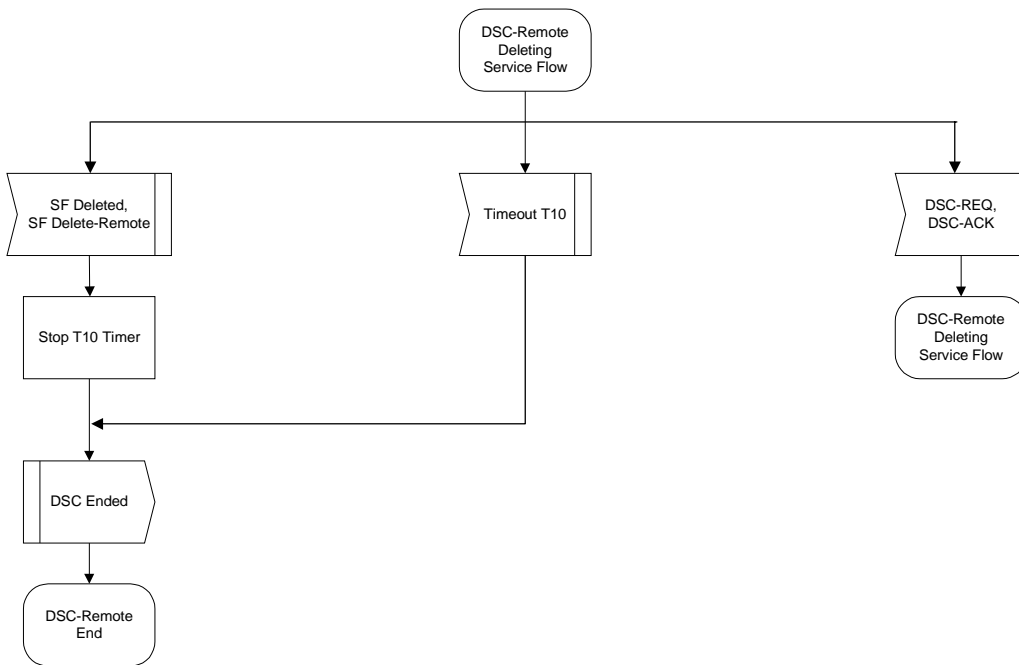 DSC-Remote
Deleting
Service Flow
SF Deleted,
SF Delete-Remote
Timeout T10
DSC-REQ,
DSC-ACK
Stop T10 Timer
DSC-Remote
Deleting
Service Flow
DSC Ended
DSC-Remote
End